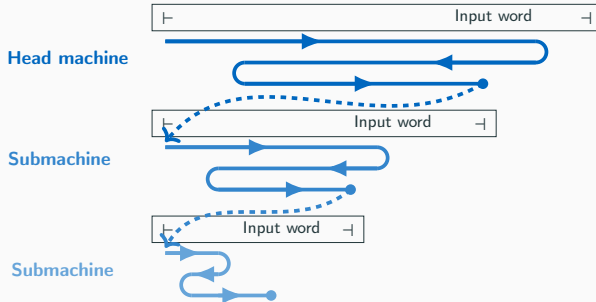 ⊢ Input word ⊣
Head machine
⊢ Input word ⊣
Submachine
⊢ Input word ⊣
Submachine